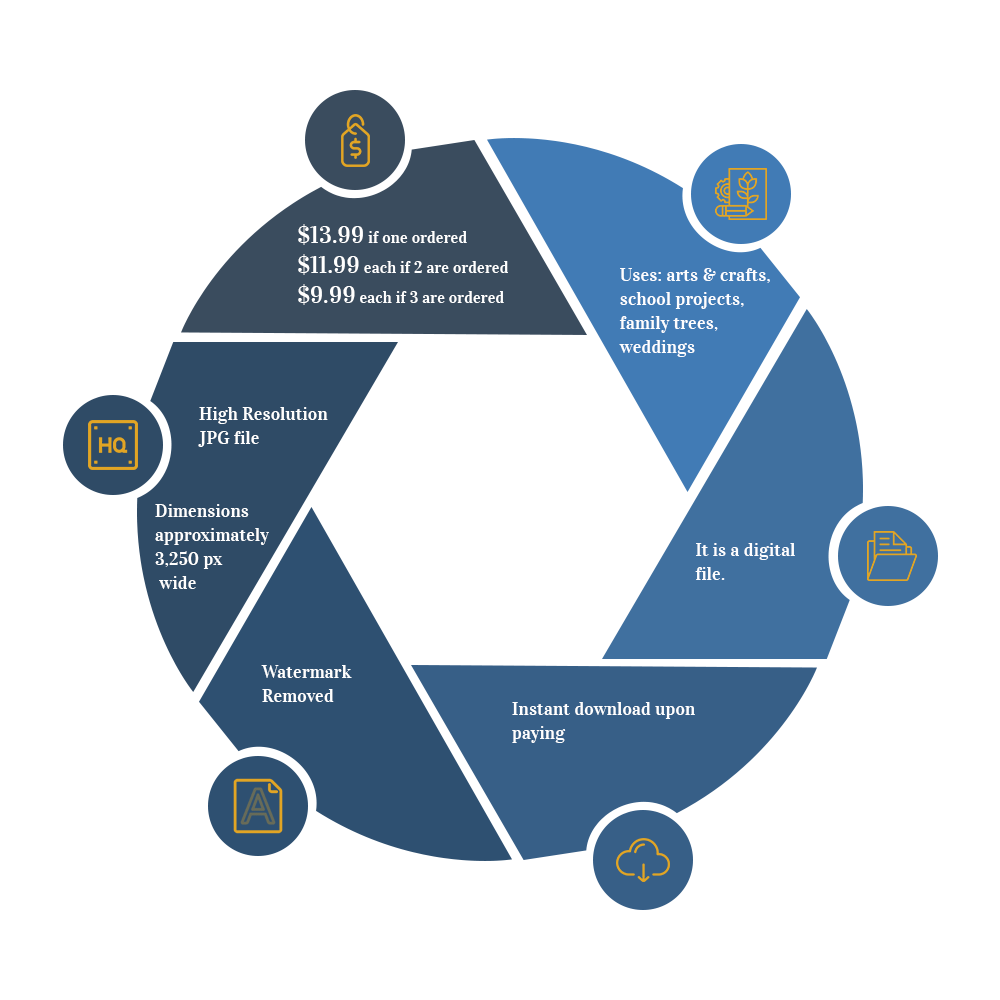 $
$13.99 if one ordered
$11.99 each if 2 are ordered
$9.99 each if 3 are ordered
Uses: arts & crafts,
school projects,
family trees,
weddings
High Resolution
JPG file
HQ
Dimensions
approximately
3,250 px
wide
It is a digital
file.
Watermark
Removed
Instant download upon
paying
A